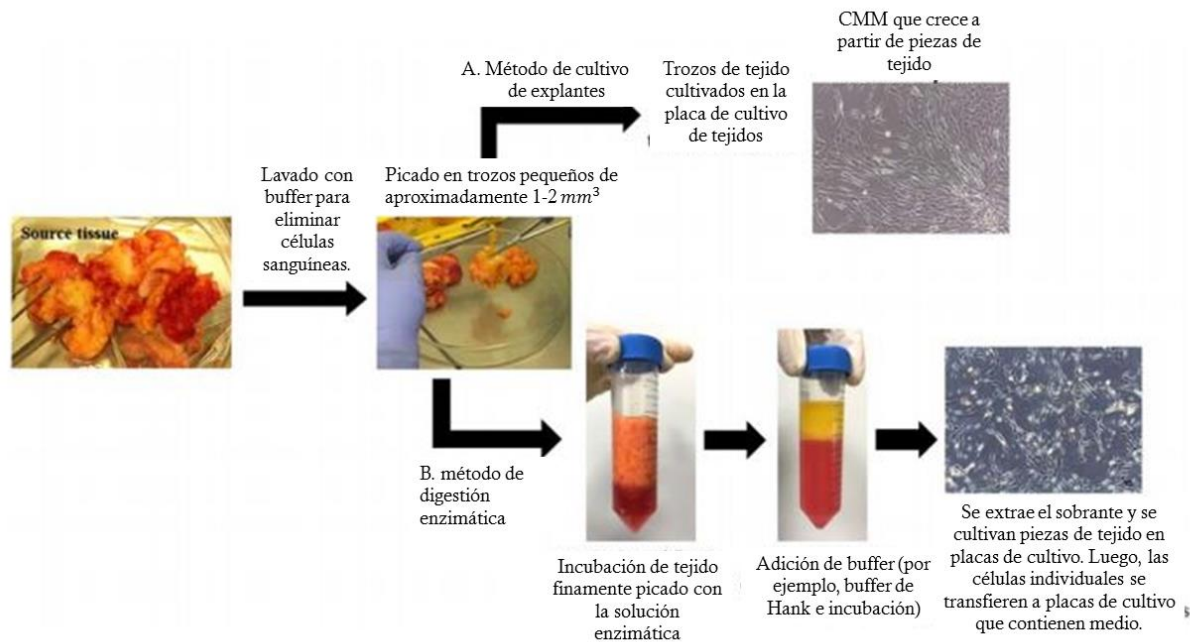 CMM que crece a
partir de piezas de
tejido
A. Método de cultivo
de explantes
Trozos de tejido
cultivados en la
placa de cultivo
de tejidos
Lavado con
buffer para
eliminar
células
sanguíneas.
Picado en trozos pequeños de
aproximadamente 1-2 mm³
Source tissue
B. método de
digestión
enzimática
Incubación de tejido
finamente picado con
la solución
enzimática
Adición de buffer (por
ejemplo, buffer de
Hank e incubación)
Se extrae el sobrante y se
cultivan piezas de tejido en
placas de cultivo. Luego, las
células individuales se
transfieren a placas de cultivo
que contienen medio.